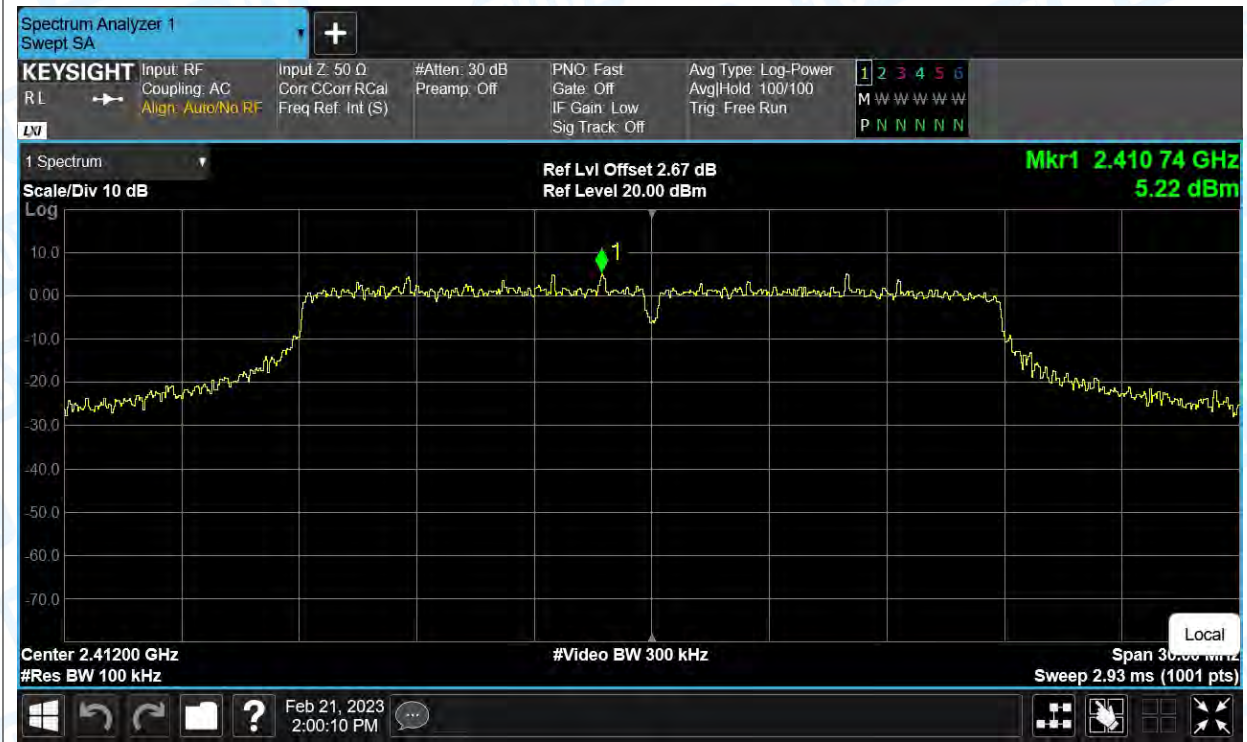 Spectrum Analyzer 1
Swept SA
KEYSIGHT
R L
LXI
Input: RF
Coupling: AC
Align: Auto/No RF
Input Z: 50 Ω
Corr CCorr RCal
Freq Ref: Int (S)
#Atten: 30 dB
Preamp: Off
PNO: Fast
Gate: Off
IF Gain: Low
Sig Track: Off
Avg Type: Log-Power
Avg|Hold: 100/100
Trig: Free Run
1 2 3 4 5 6
M W W W W W
P N N N N N
1 Spectrum
Scale/Div 10 dB
Ref Lvl Offset 2.67 dB
Ref Level 20.00 dBm
Mkr1 2.410 74 GHz
5.22 dBm
Log
10.0
0.00
-10.0
-20.0
-30.0
-40.0
-50.0
-60.0
-70.0
1
Local
Center 2.41200 GHz
#Res BW 100 kHz
#Video BW 300 kHz
Span 30.00 MHz
Sweep 2.93 ms (1001 pts)
?
Feb 21, 2023
2:00:10 PM